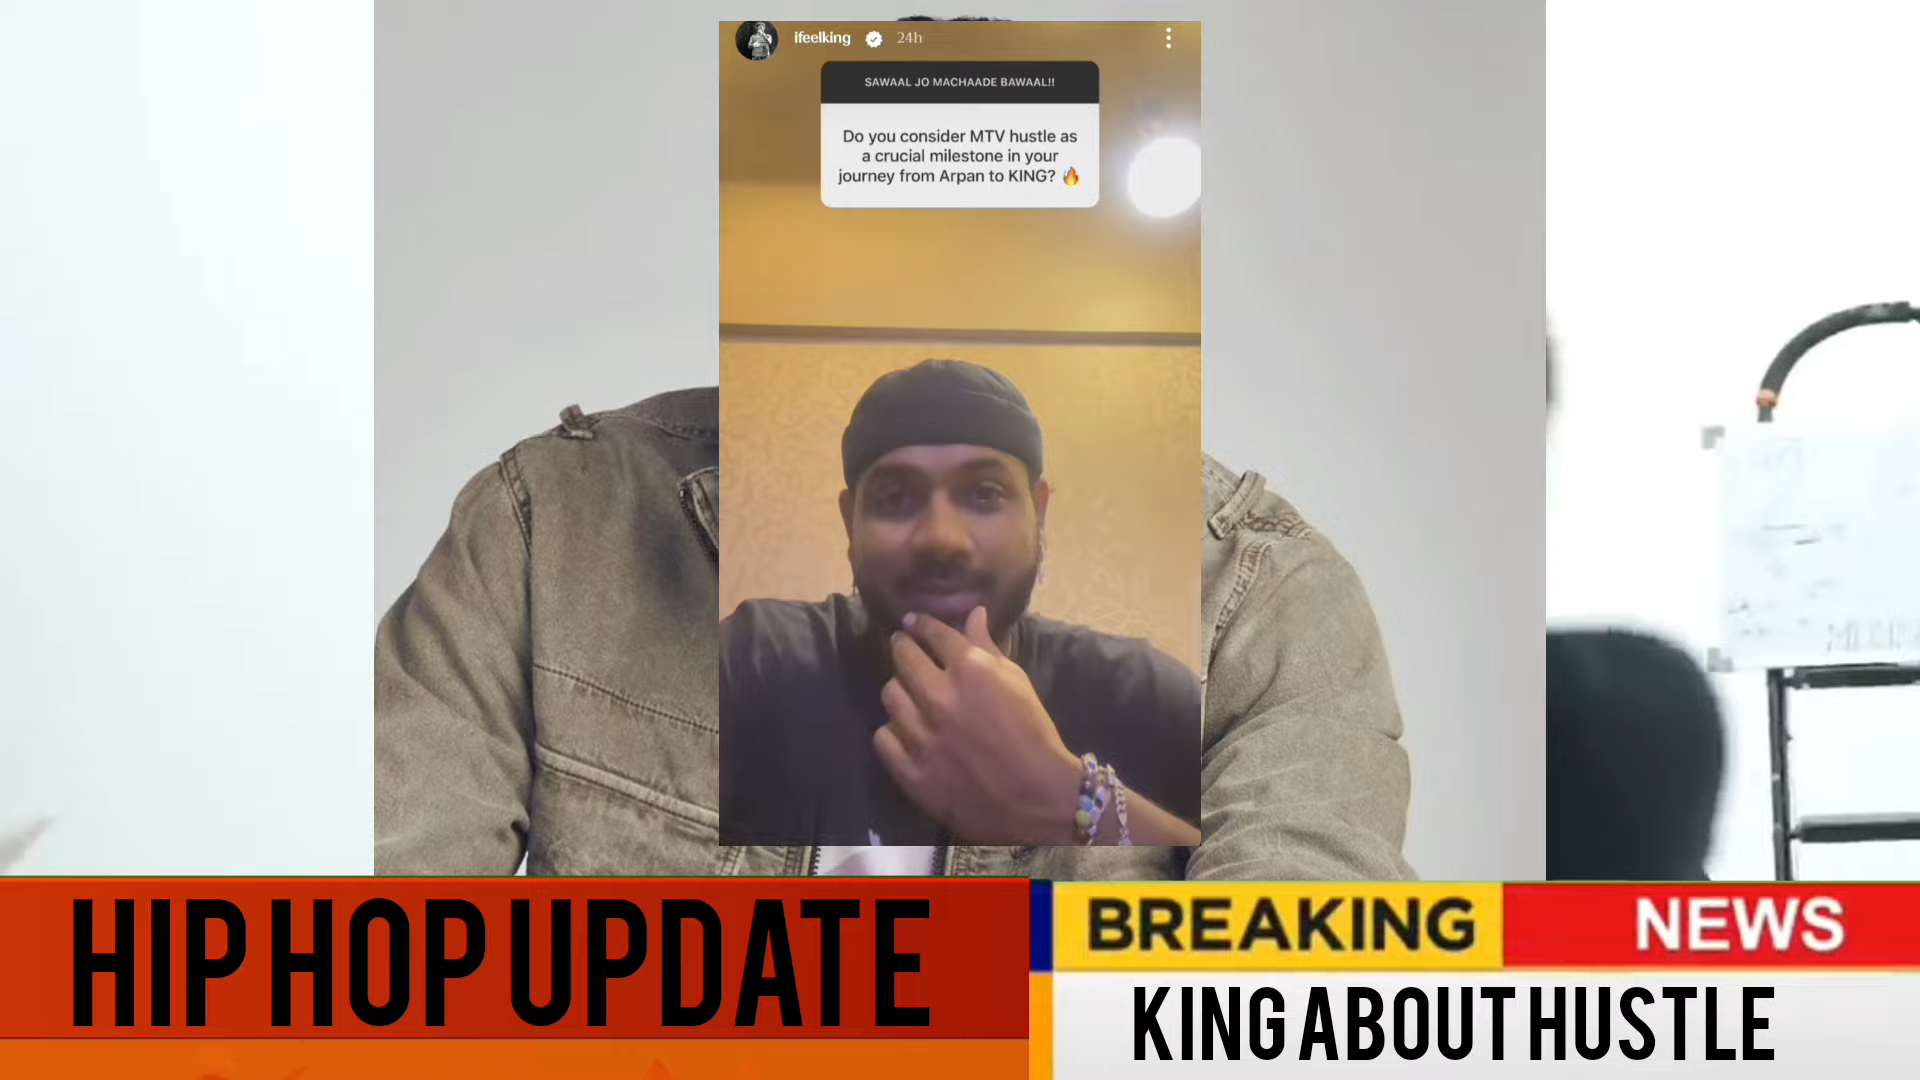 ifeelking 24h
SAWAAL JO MACHAADE BAWAAL!!
Do you consider MTV hustle as
a crucial milestone in your
journey from Arpan to KING? 🔥
HIP HOP UPDATE
BREAKING NEWS
KING ABOUT HUSTLE